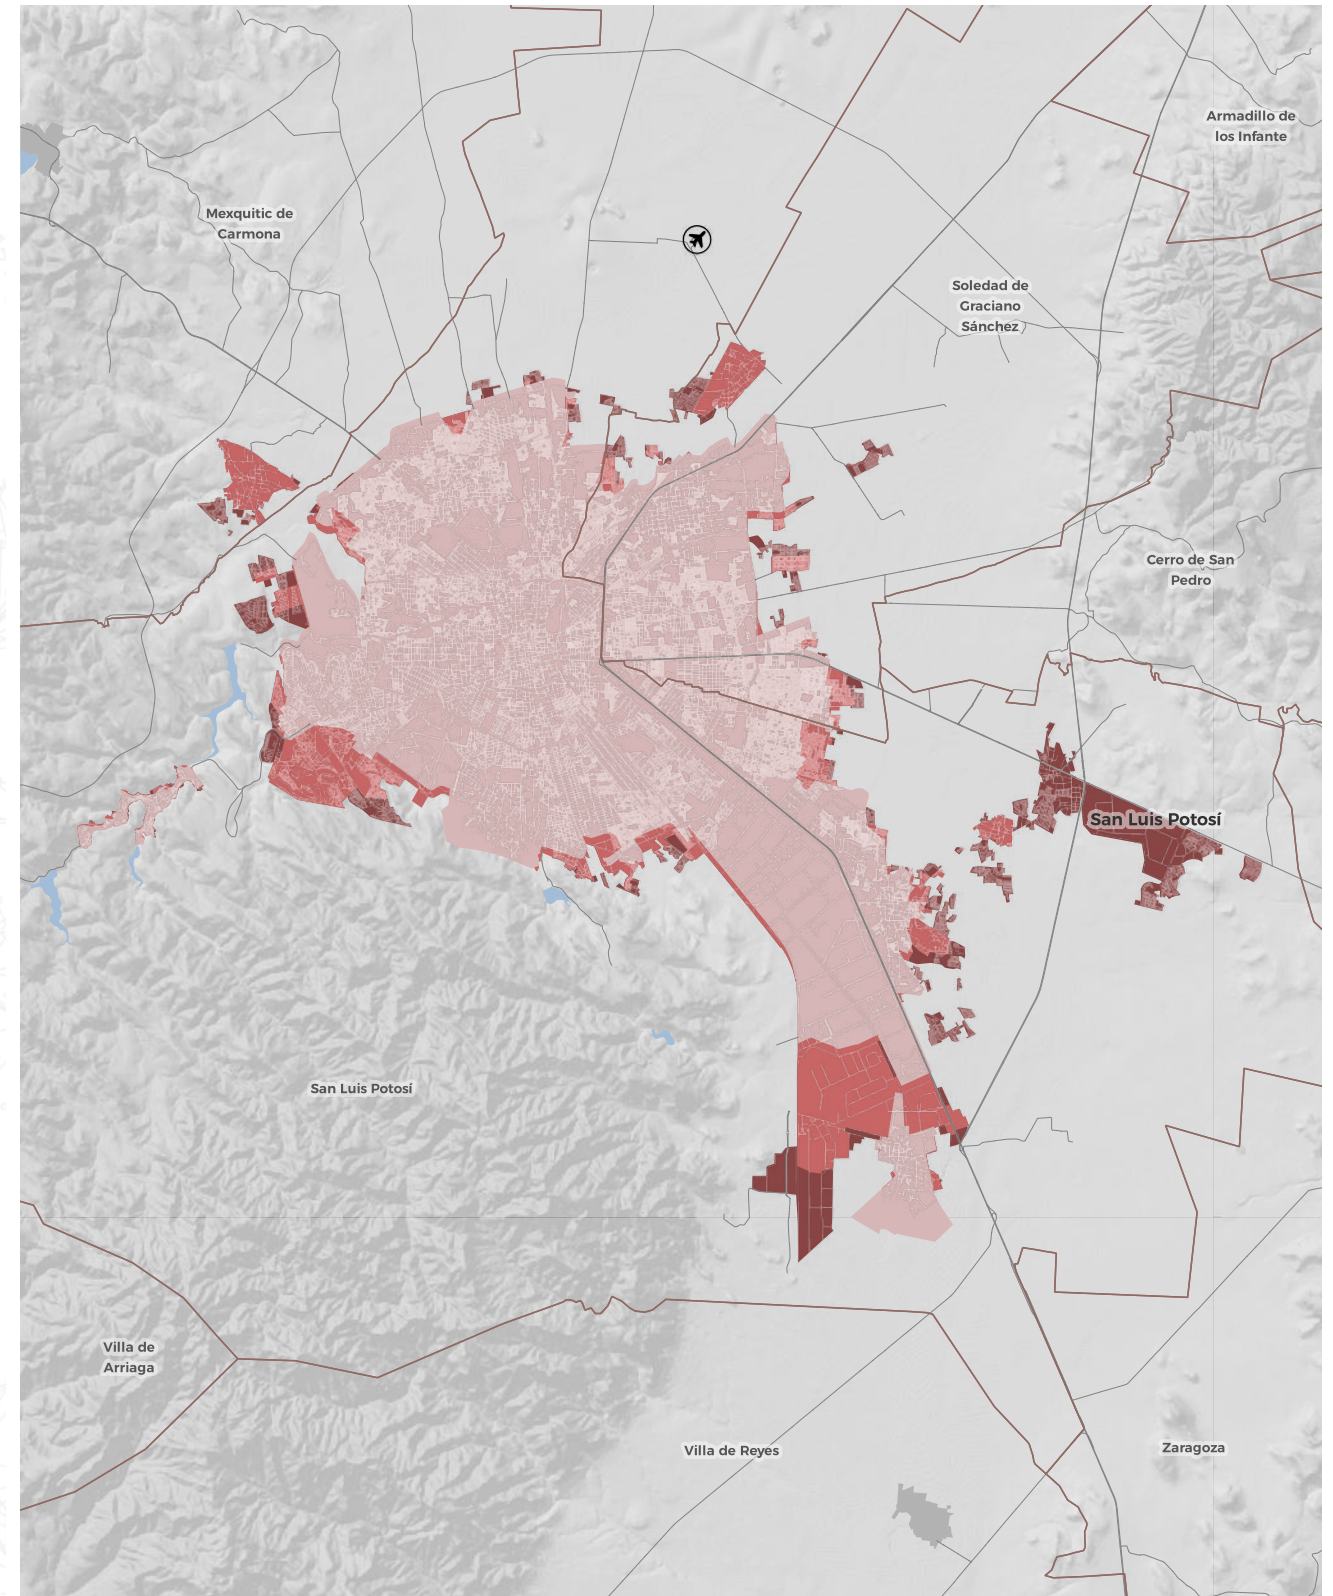 Armadillo de
los Infante
Mexquitic de
Carmona
Soledad de
Graciano
Sánchez
Cerro de San
Pedro
San Luis Potosí
San Luis Potosí
Villa de
Arriaga
Villa de Reyes
Zaragoza